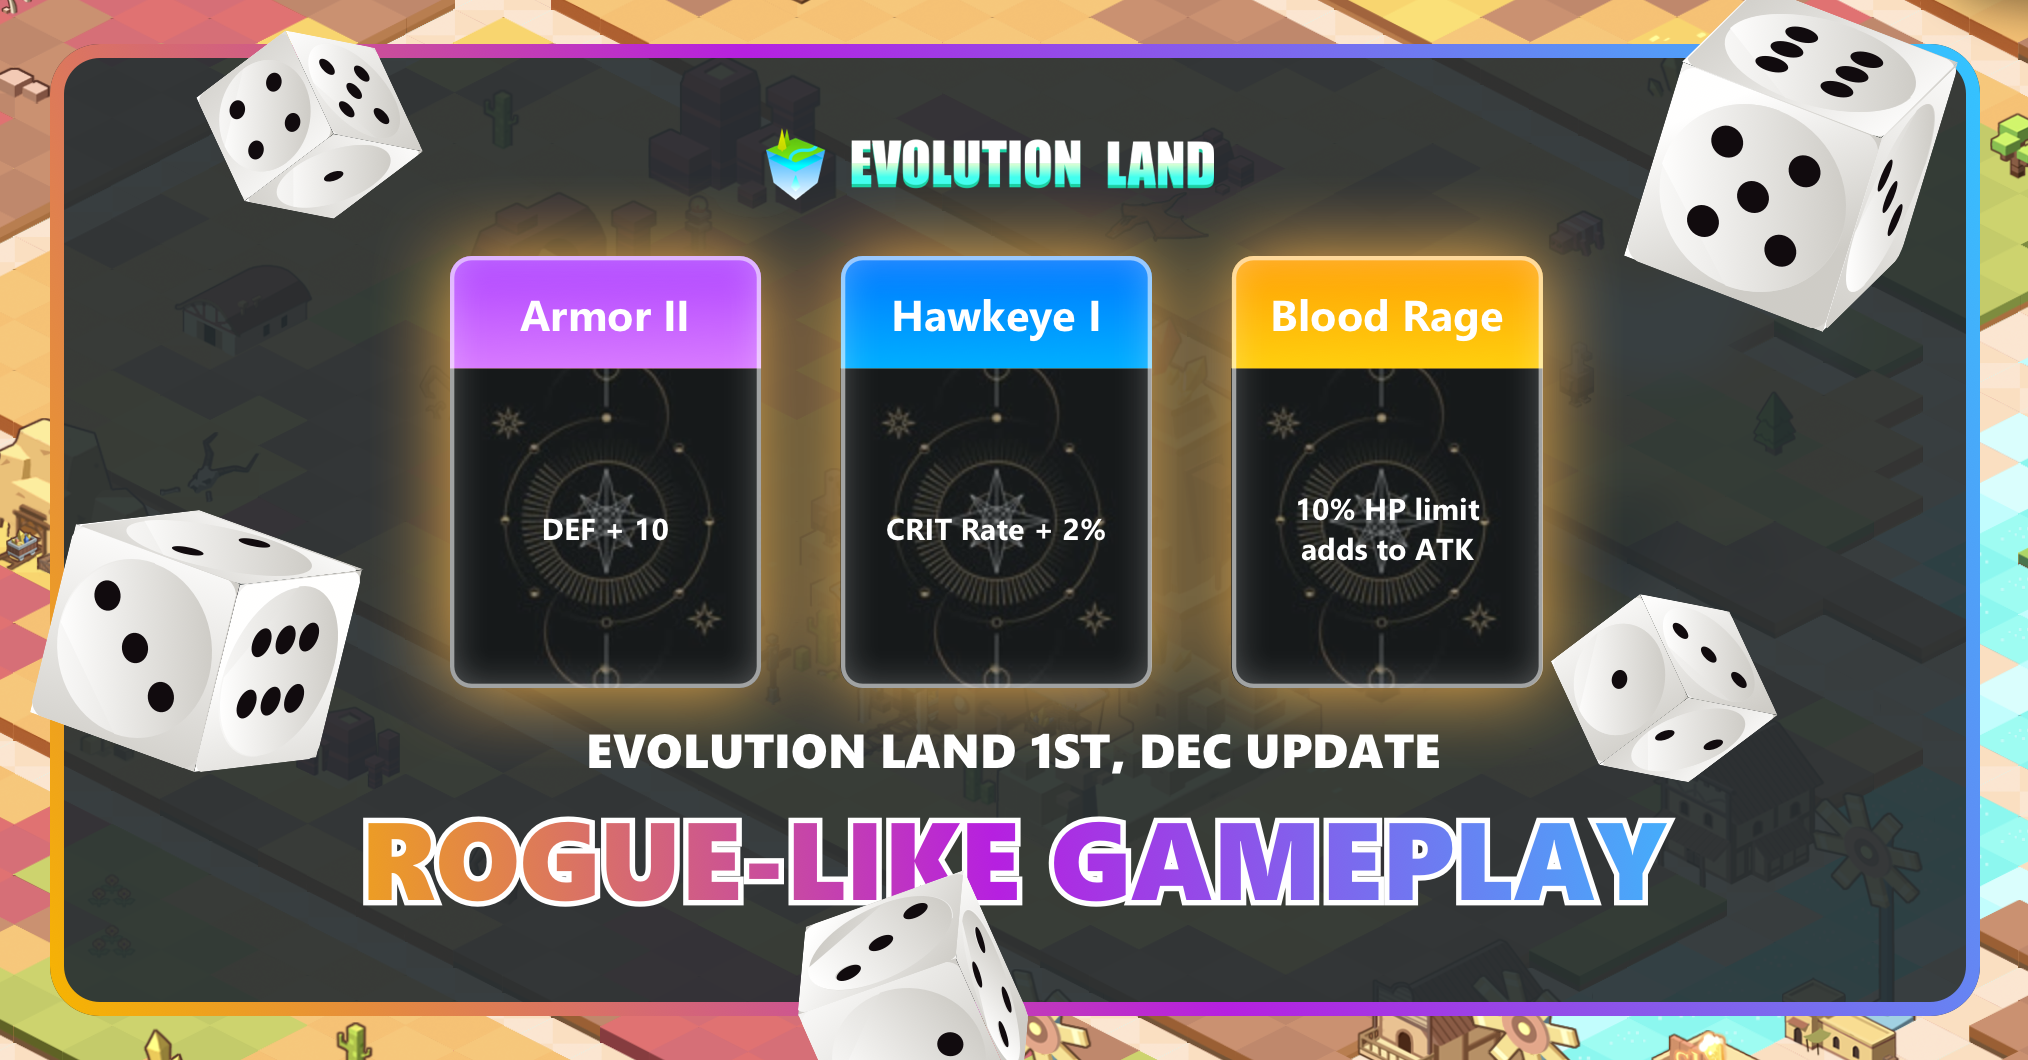 EVOLUTION LAND
Armor II
DEF + 10
Hawkeye I
CRIT Rate + 2%
Blood Rage
10% HP limit
adds to ATK
EVOLUTION LAND 1ST, DEC UPDATE
ROGUE-LIKE GAMEPLAY